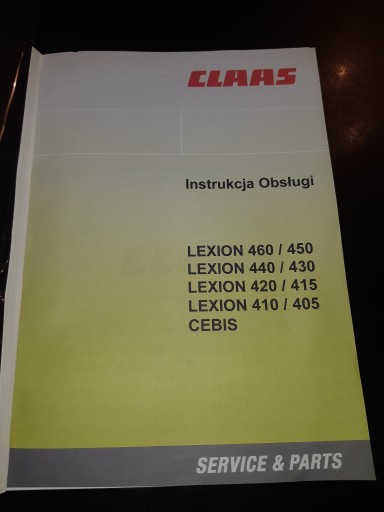 CLAAS
Instrukcja Obsługi
LEXION 460 / 450
LEXION 440 / 430
LEXION 420 / 415
LEXION 410 / 405
CEBIS
SERVICE & PARTS